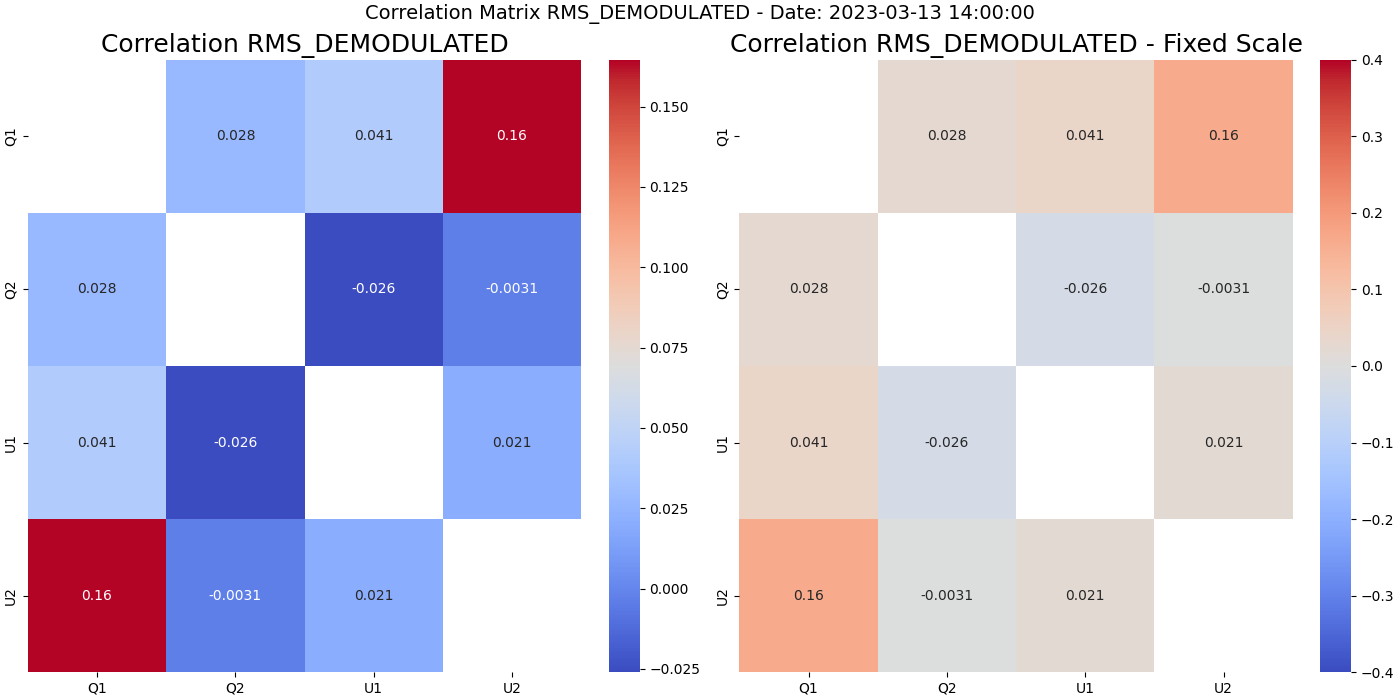 Correlation Matrix RMS_DEMODULATED - Date: 2023-03-13 14:00:00
Correlation RMS_DEMODULATED
Q1
0.028
0.041
0.16
Q2
0.028
-0.026
-0.0031
U1
0.041
-0.026
0.021
U2
0.16
-0.0031
0.021
Q1
Q2
U1
U2
0.150
0.125
0.100
0.075
0.050
0.025
0.000
−0.025
Correlation RMS_DEMODULATED - Fixed Scale
Q1
0.028
0.041
0.16
Q2
0.028
-0.026
-0.0031
U1
0.041
-0.026
0.021
U2
0.16
-0.0031
0.021
Q1
Q2
U1
U2
0.4
0.3
0.2
0.1
0.0
−0.1
−0.2
−0.3
−0.4